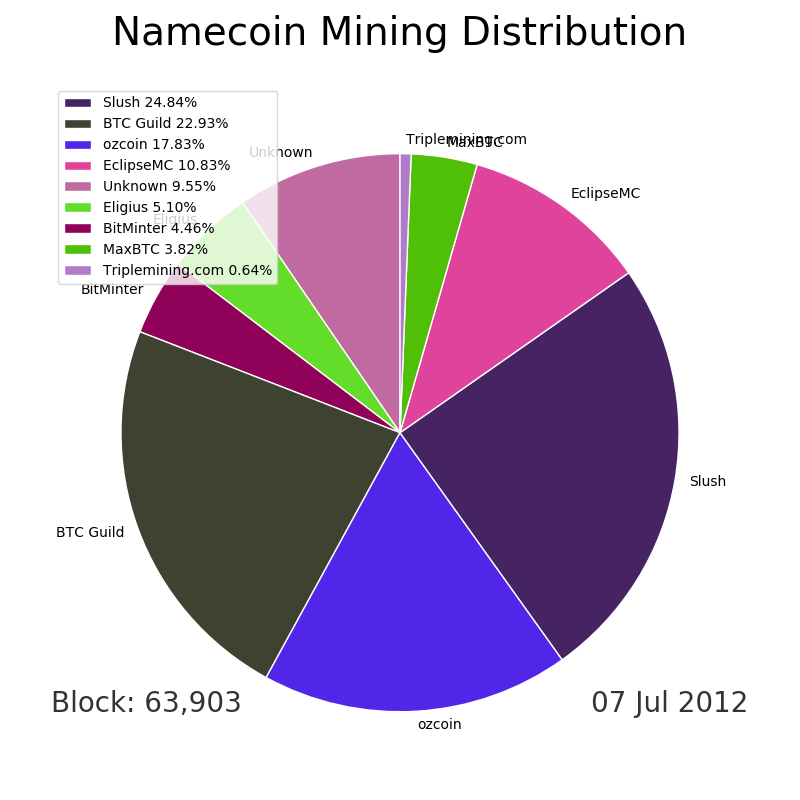 Namecoin Mining Distribution
Slush 24.84%
BTC Guild 22.93%
ozcoin 17.83%
EclipseMC 10.83%
Unknown 9.55%
Eligius 5.10%
BitMinter 4.46%
MaxBTC 3.82%
Triplemining.com 0.64%
Triplemining.com
MaxBTC
Unknown
EclipseMC
Eligius
BitMinter
Slush
BTC Guild
ozcoin
Block: 63,903
07 Jul 2012